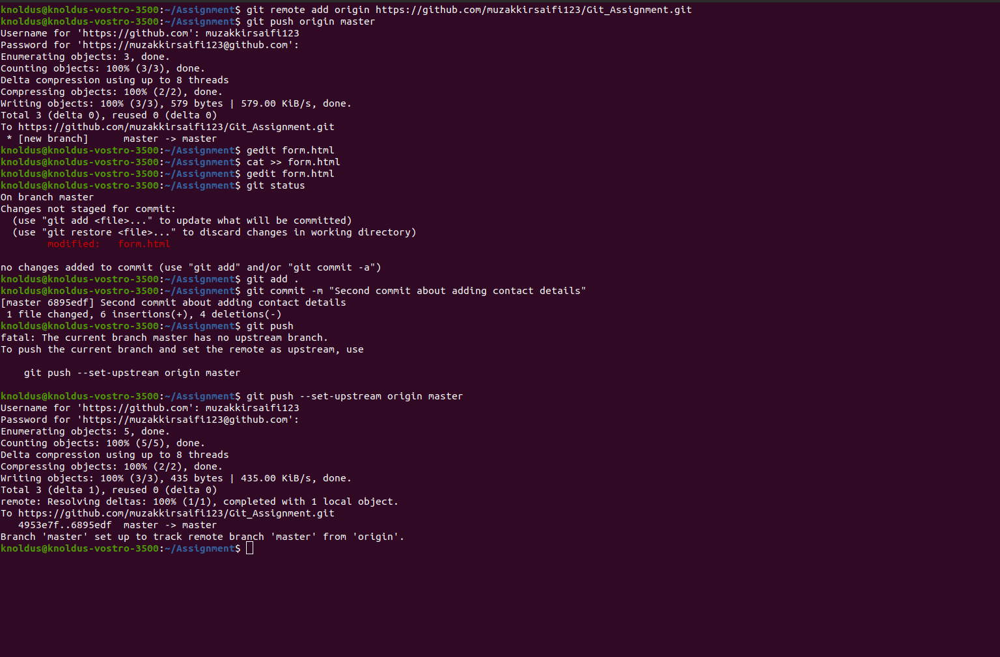 knoldus@knoldus-vostro-3500:~/Assignment$ git remote add origin https://github.com/muzakkirsaifi123/Git_Assignment.git
knoldus@knoldus-vostro-3500:~/Assignment$ git push origin master
Username for 'https://github.com': muzakkirsaifi123
Password for 'https://muzakkirsaifi123@github.com':
Enumerating objects: 3, done.
Counting objects: 100% (3/3), done.
Delta compression using up to 8 threads
Compressing objects: 100% (2/2), done.
Writing objects: 100% (3/3), 579 bytes | 579.00 KiB/s, done.
Total 3 (delta 0), reused 0 (delta 0)
To https://github.com/muzakkirsaifi123/Git_Assignment.git
 * [new branch]      master -> master
knoldus@knoldus-vostro-3500:~/Assignment$ gedit form.html
knoldus@knoldus-vostro-3500:~/Assignment$ cat >> form.html
knoldus@knoldus-vostro-3500:~/Assignment$ gedit form.html
knoldus@knoldus-vostro-3500:~/Assignment$ git status
On branch master
Changes not staged for commit:
  (use "git add <file>..." to update what will be committed)
  (use "git restore <file>..." to discard changes in working directory)
        modified:   form.html

no changes added to commit (use "git add" and/or "git commit -a")
knoldus@knoldus-vostro-3500:~/Assignment$ git add .
knoldus@knoldus-vostro-3500:~/Assignment$ git commit -m "Second commit about adding contact details"
[master 6895edf] Second commit about adding contact details
 1 file changed, 6 insertions(+), 4 deletions(-)
knoldus@knoldus-vostro-3500:~/Assignment$ git push
fatal: The current branch master has no upstream branch.
To push the current branch and set the remote as upstream, use

    git push --set-upstream origin master

knoldus@knoldus-vostro-3500:~/Assignment$ git push --set-upstream origin master
Username for 'https://github.com': muzakkirsaifi123
Password for 'https://muzakkirsaifi123@github.com':
Enumerating objects: 5, done.
Counting objects: 100% (5/5), done.
Delta compression using up to 8 threads
Compressing objects: 100% (2/2), done.
Writing objects: 100% (3/3), 435 bytes | 435.00 KiB/s, done.
Total 3 (delta 1), reused 0 (delta 0)
remote: Resolving deltas: 100% (1/1), completed with 1 local object.
To https://github.com/muzakkirsaifi123/Git_Assignment.git
   4953e7f..6895edf  master -> master
Branch 'master' set up to track remote branch 'master' from 'origin'.
knoldus@knoldus-vostro-3500:~/Assignment$